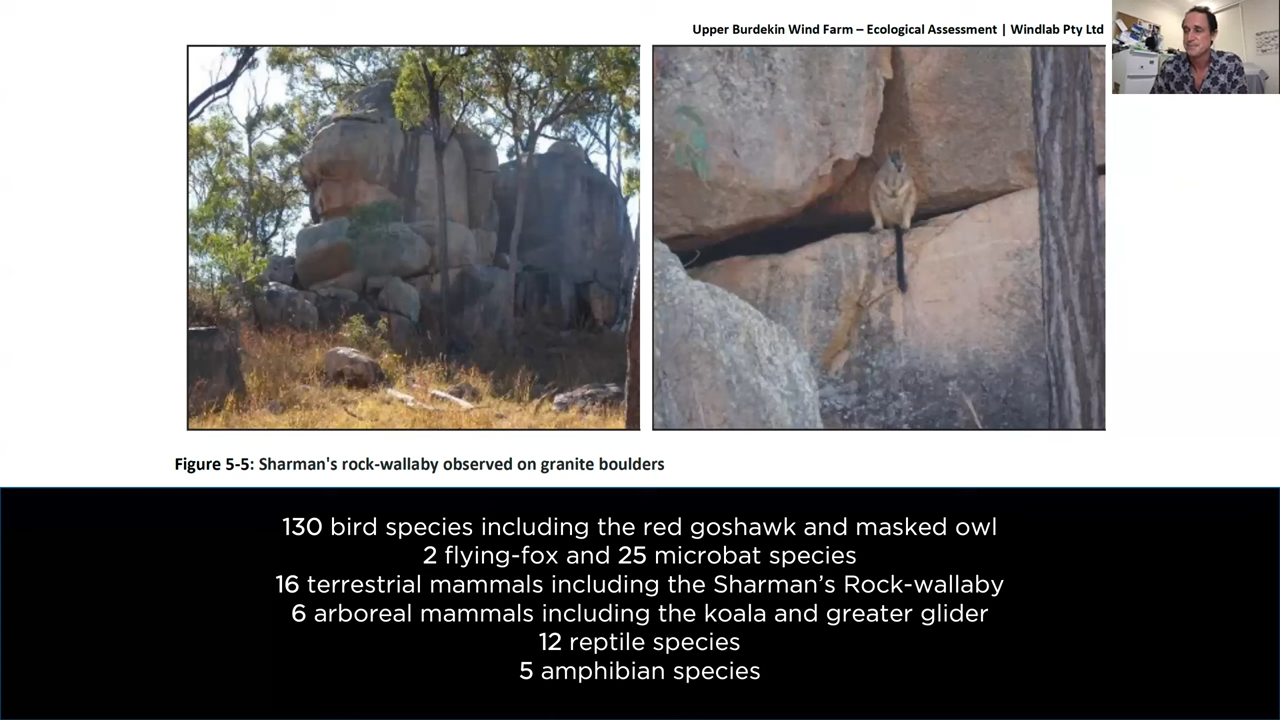 Upper Burdekin Wind Farm – Ecological Assessment | Windlab Pty Ltd
Figure 5-5: Sharman's rock-wallaby observed on granite boulders
130 bird species including the red goshawk and masked owl
2 flying-fox and 25 microbat species
16 terrestrial mammals including the Sharman’s Rock-wallaby
6 arboreal mammals including the koala and greater glider
12 reptile species
5 amphibian species